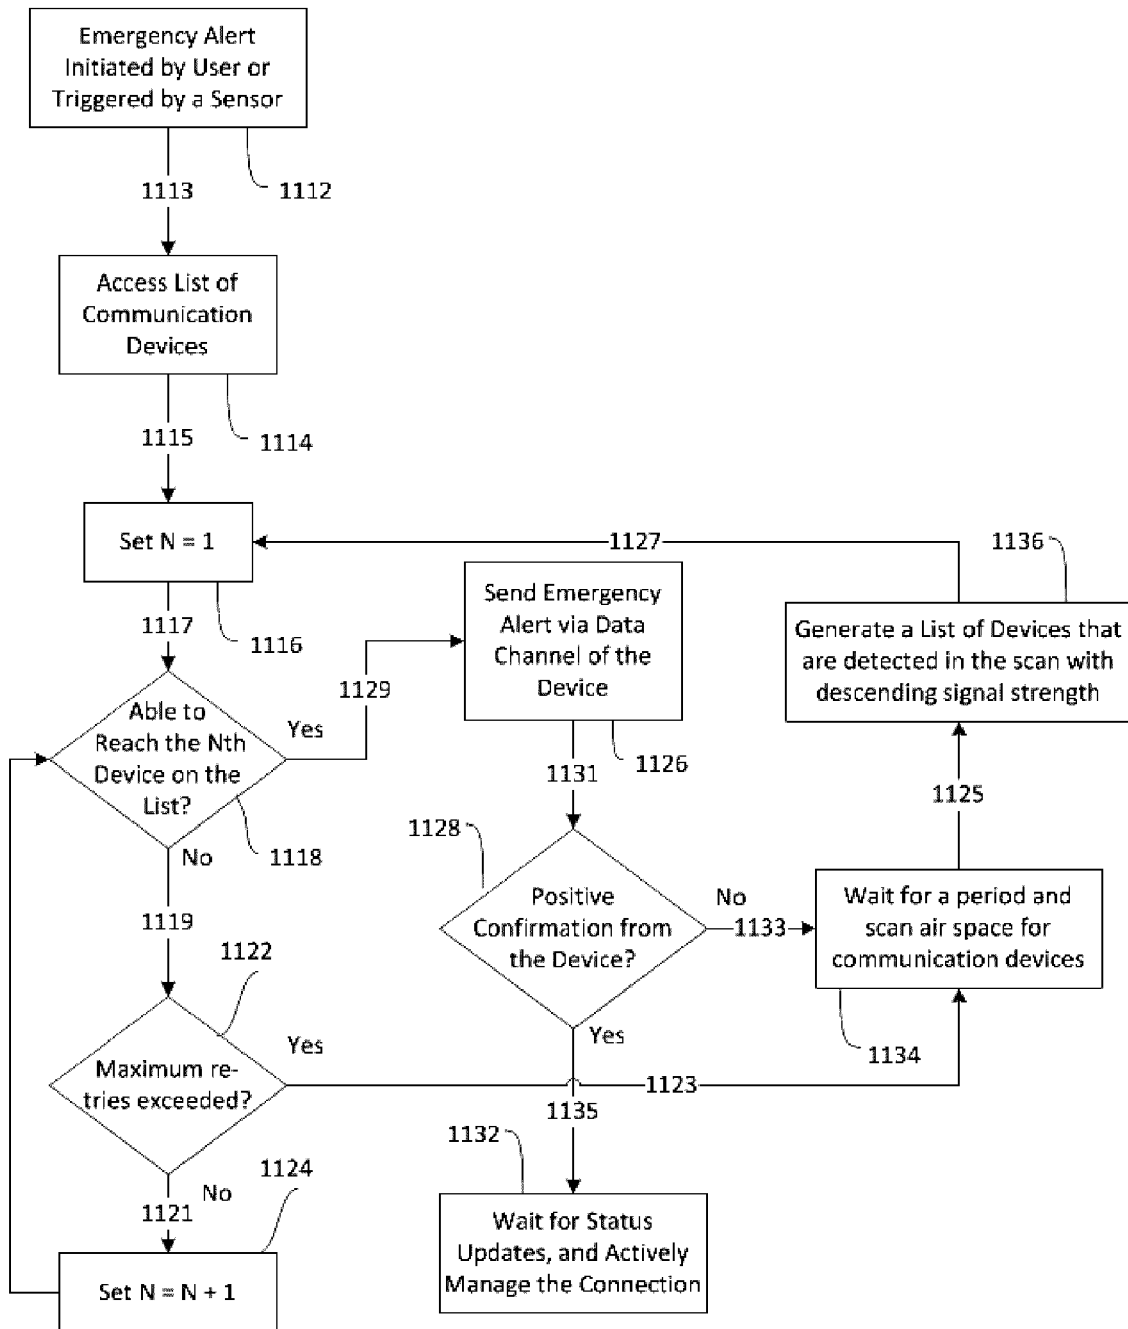 Emergency Alert
Initiated by User or
Triggered by a Sensor
1113
1112
Access List of
Communication
Devices
1115
1114
Set N = 1
1127
1136
1117
1116
Send Emergency
Alert via Data
Channel of the
Device
Generate a List of Devices that
are detected in the scan with
descending signal strength
1129
Able to
Reach the Nth
Device on the
List?
Yes
1131
1126
1125
No
1118
1128
Positive
Confirmation from
the Device?
No
1133
Wait for a period and
scan air space for
communication devices
1119
1122
Yes
1134
Maximum re-
tries exceeded?
Yes
1123
1135
1132
1124
No
1121
Wait for Status
Updates, and Actively
Manage the Connection
Set N = N + 1